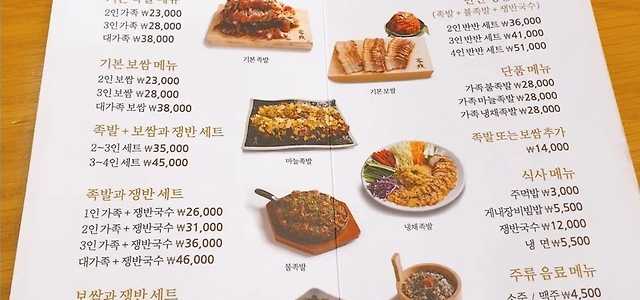 2인 가족 ₩23,000
3인 가족 ₩28,000
대가족 ₩38,000
기본 보쌈 메뉴
2인 보쌈 ₩23,000
3인 보쌈 ₩28,000
대가족 보쌈 ₩38,000
족발 + 보쌈과 쟁반 세트
2~3인 세트 ₩35,000
3~4인 세트 ₩45,000
족발과 쟁반 세트
1인 가족 + 쟁반국수 ₩26,000
2인 가족 + 쟁반국수 ₩31,000
3인 가족 + 쟁반국수 ₩36,000
대가족 + 쟁반국수 ₩46,000
보쌈과 쟁반 세트
기본 족발
기본 보쌈
마늘족발
냉채 족발
불족발
(족발 + 불족발 + 쟁반국수)
2인 반반 세트 ₩36,000
3인 반반 세트 ₩41,000
4인 반반 세트 ₩51,000
단품 메뉴
가족 불족발 ₩28,000
가족 마늘족발 ₩28,000
가족 냉채족발 ₩28,000
족발 또는 보쌈 추가
₩14,000
식사 메뉴
주먹밥 ₩3,000
게내장비빔밥 ₩5,500
쟁반국수 ₩12,000
냉 면 ₩5,500
주류 음료 메뉴
소주 / 맥주 ₩4,500